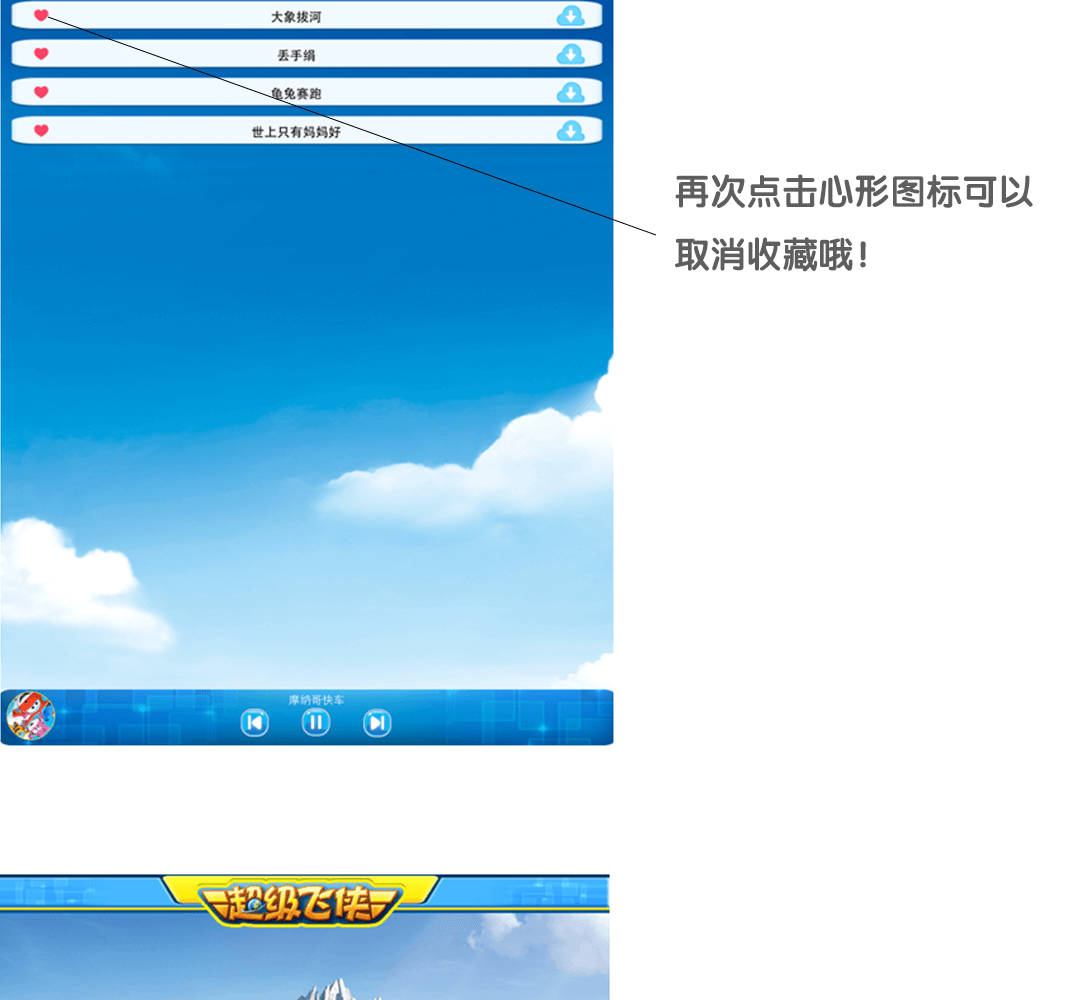 大象拔河
丢手绢
龟兔赛跑
世上只有妈妈好
再次点击心形图标可以
取消收藏哦！
摩纳哥快车
超级飞侠